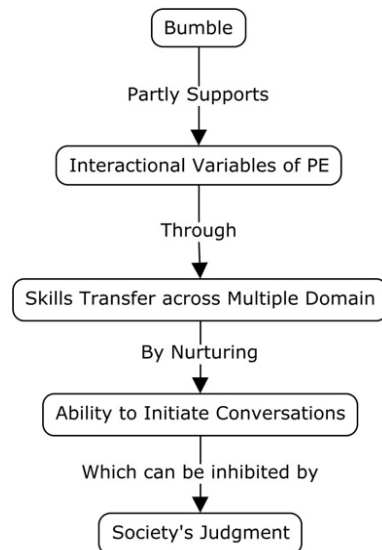 Bumble
Partly Supports
Interactional Variables of PE
Through
Skills Transfer across Multiple Domain
By Nurturing
Ability to Initiate Conversations
Which can be inhibited by
Society's Judgment